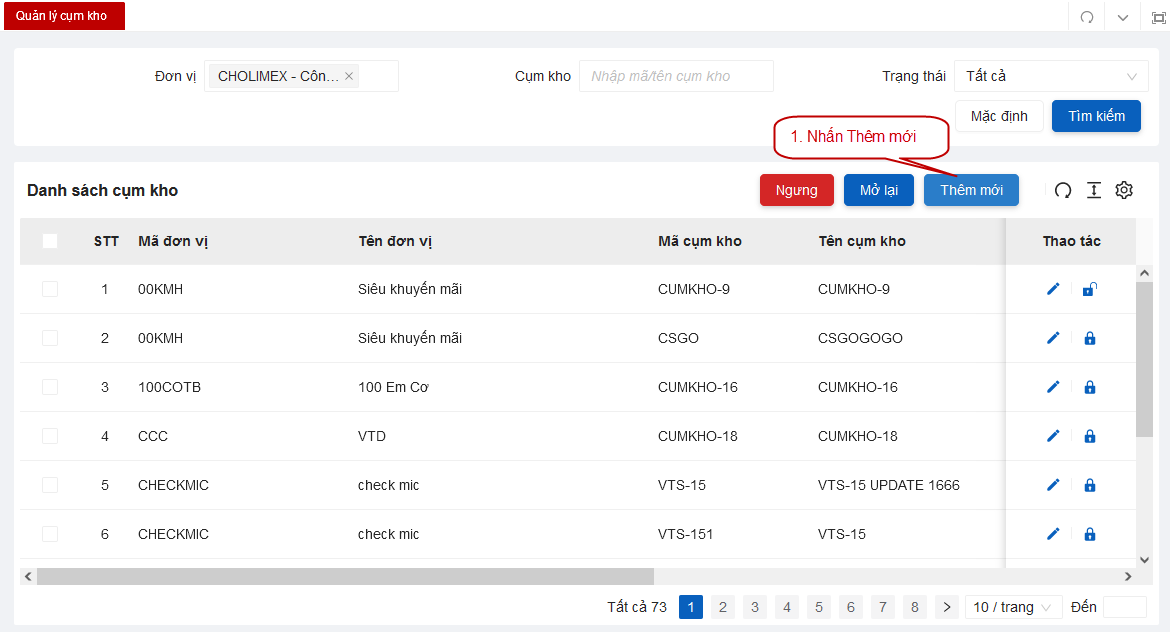 Quản lý cụm kho
Đơn vị CHOLIMEX - Côn... × Cụm kho Nhập mã/tên cụm kho Trạng thái Tất cả
Mặc định Tìm kiếm
1. Nhấn Thêm mới
Danh sách cụm kho Ngưng Mở lại Thêm mới
STT Mã đơn vị Tên đơn vị Mã cụm kho Tên cụm kho Thao tác
1 00KMH Siêu khuyến mãi CUMKHO-9 CUMKHO-9
2 00KMH Siêu khuyến mãi CSGO CSGOGOGO
3 100COTB 100 Em Cơ CUMKHO-16 CUMKHO-16
4 CCC VTD CUMKHO-18 CUMKHO-18
5 CHECKMIC check mic VTS-15 VTS-15 UPDATE 1666
6 CHECKMIC check mic VTS-151 VTS-15
Tất cả 73 1 2 3 4 5 6 7 8 > 10 / trang Đến